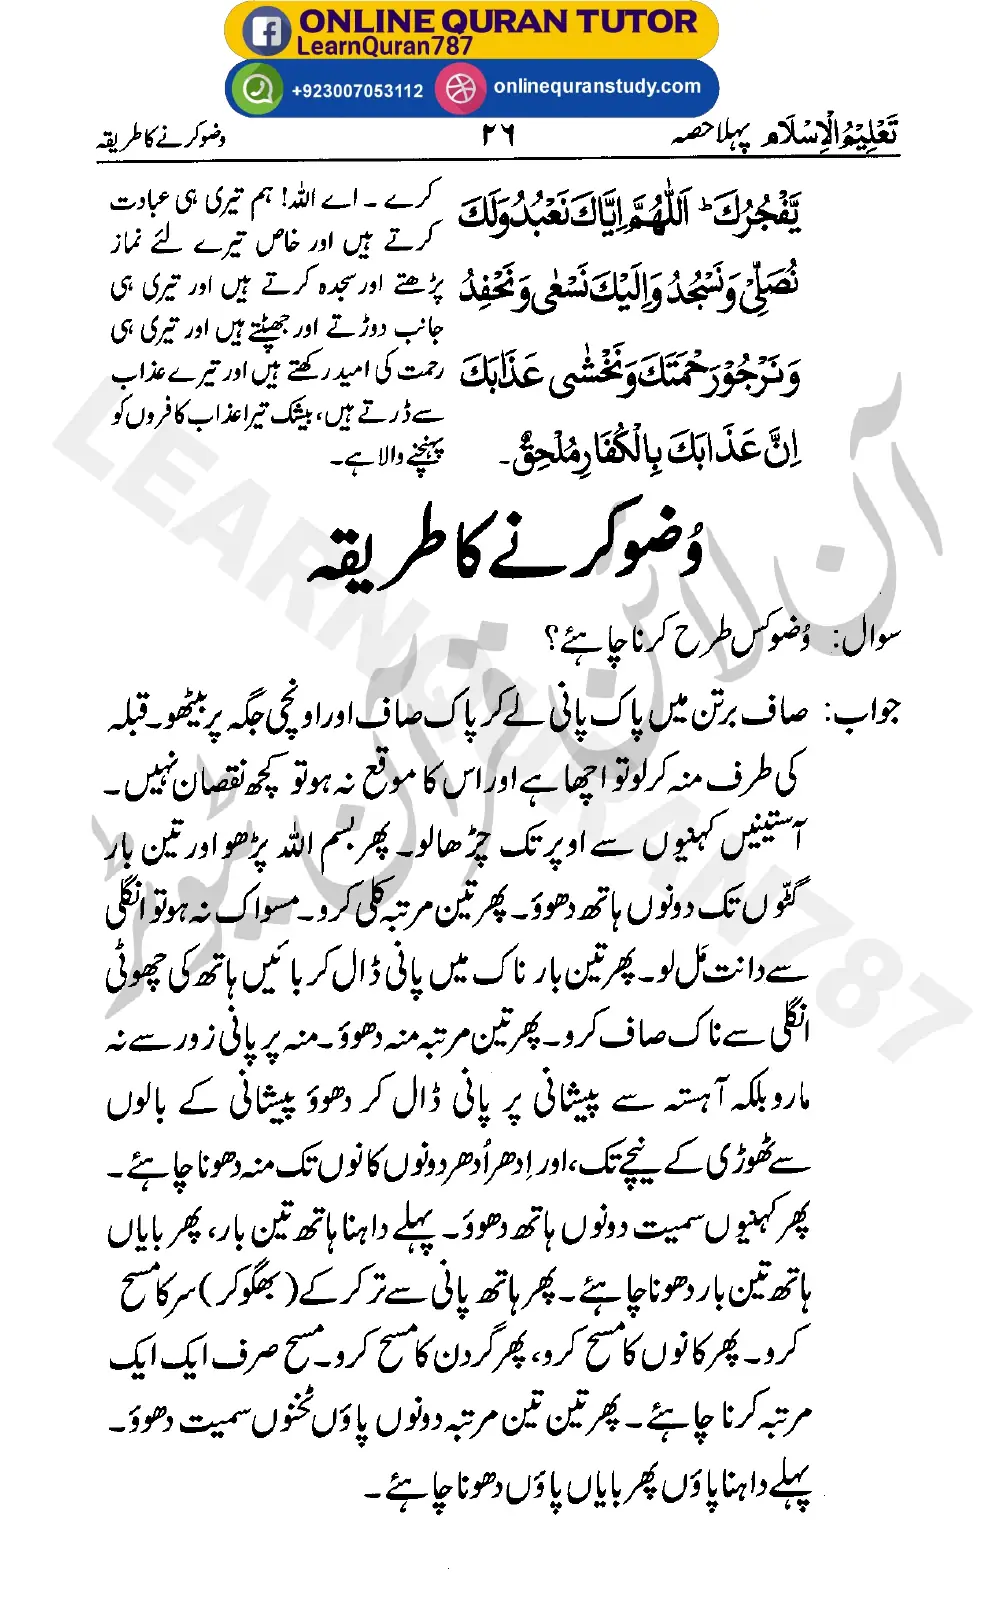 ONLINE QURAN TUTOR
LearnQuran787
+923007053112
onlinequranstudy.com
تَعْلِیْمُ الْاِسْلَام پہلا حصہ
۲۶
وضو کرنے کا طریقہ
یَّفْجُرُكَ ؕ اَللّٰهُمَّ اِیَّاكَ نَعْبُدُ وَلَكَ
نُصَلِّیْ وَ نَسْجُدُ وَ اِلَیْكَ نَسْعٰی وَ نَحْفِدُ
وَ نَرْجُوْ رَحْمَتَكَ وَ نَخْشٰی عَذَابَكَ
اِنَّ عَذَابَكَ بِالْكُفَّارِ مُلْحِقٌ۔
کرے ۔ اے اللہ! ہم تیری ہی عبادت
کرتے ہیں اور خاص تیرے لئے نماز
پڑھتے اور سجدہ کرتے ہیں اور تیری ہی
جانب دوڑتے اور جھپٹتے ہیں اور تیری ہی
رحمت کی امید رکھتے ہیں اور تیرے عذاب
سے ڈرتے ہیں، بیشک تیرا عذاب کافروں کو
پہنچنے والا ہے۔
وُضو کرنے کا طریقہ
سوال: وُضو کس طرح کرنا چاہئے؟
جواب: صاف برتن میں پاک پانی لے کر پاک صاف اور اونچی جگہ پر بیٹھو۔ قبلہ
کی طرف منہ کرلو تو اچھا ہے اور اس کا موقع نہ ہو تو کچھ نقصان نہیں۔
آستینیں کہنیوں سے اوپر تک چڑھالو۔ پھر بسم اللہ پڑھو اور تین بار
گٹّوں تک دونوں ہاتھ دھوؤ۔ پھر تین مرتبہ کلی کرو۔ مسواک نہ ہو تو انگلی
سے دانت مَل لو۔ پھر تین بار ناک میں پانی ڈال کر بائیں ہاتھ کی چھوٹی
انگلی سے ناک صاف کرو۔ پھر تین مرتبہ منہ دھوؤ۔ منہ پر پانی زور سے نہ
مارو بلکہ آہستہ سے پیشانی پر پانی ڈال کر دھوؤ پیشانی کے بالوں
سے ٹھوڑی کے نیچے تک، اور اِدھر اُدھر دونوں کانوں تک منہ دھونا چاہئے۔
پھر کہنیوں سمیت دونوں ہاتھ دھوؤ۔ پہلے داہنا ہاتھ تین بار، پھر بایاں
ہاتھ تین بار دھونا چاہئے۔ پھر ہاتھ پانی سے تر کر کے (بھگو کر) سر کا مسح
کرو۔ پھر کانوں کا مسح کرو، پھر گردن کا مسح کرو۔ مسح صرف ایک ایک
مرتبہ کرنا چاہئے۔ پھر تین تین مرتبہ دونوں پاؤں ٹخنوں سمیت دھوؤ۔
پہلے داہنا پاؤں پھر بایاں پاؤں دھونا چاہئے۔
LEARNQURAN787
آن لائن قرآن ٹیوٹر